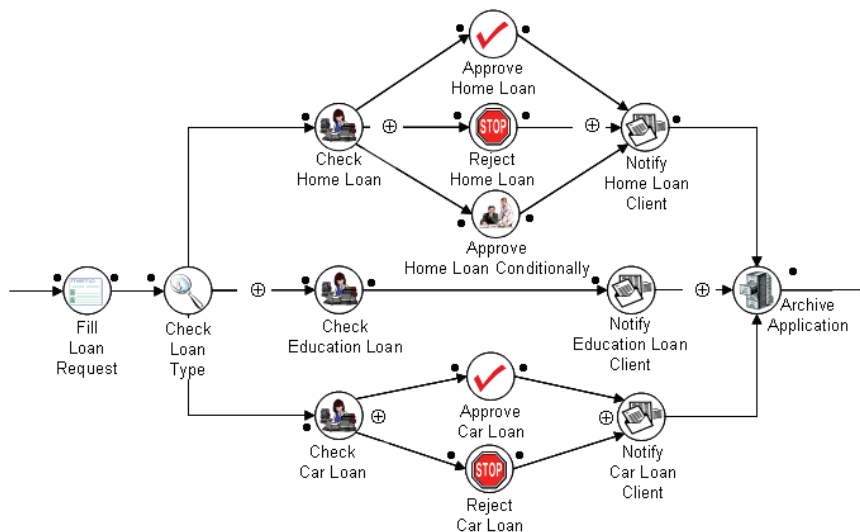 Approve
Home Loan
Check
Home Loan
STOP
Reject
Home Loan
Notify
Home Loan
Client
Approve
Home Loan Conditionally
Fill
Loan
Request
Check
Loan
Type
Check
Education Loan
Notify
Education Loan
Client
Archive
Application
Approve
Car Loan
Check
Car Loan
STOP
Reject
Car Loan
Notify
Car Loan
Client